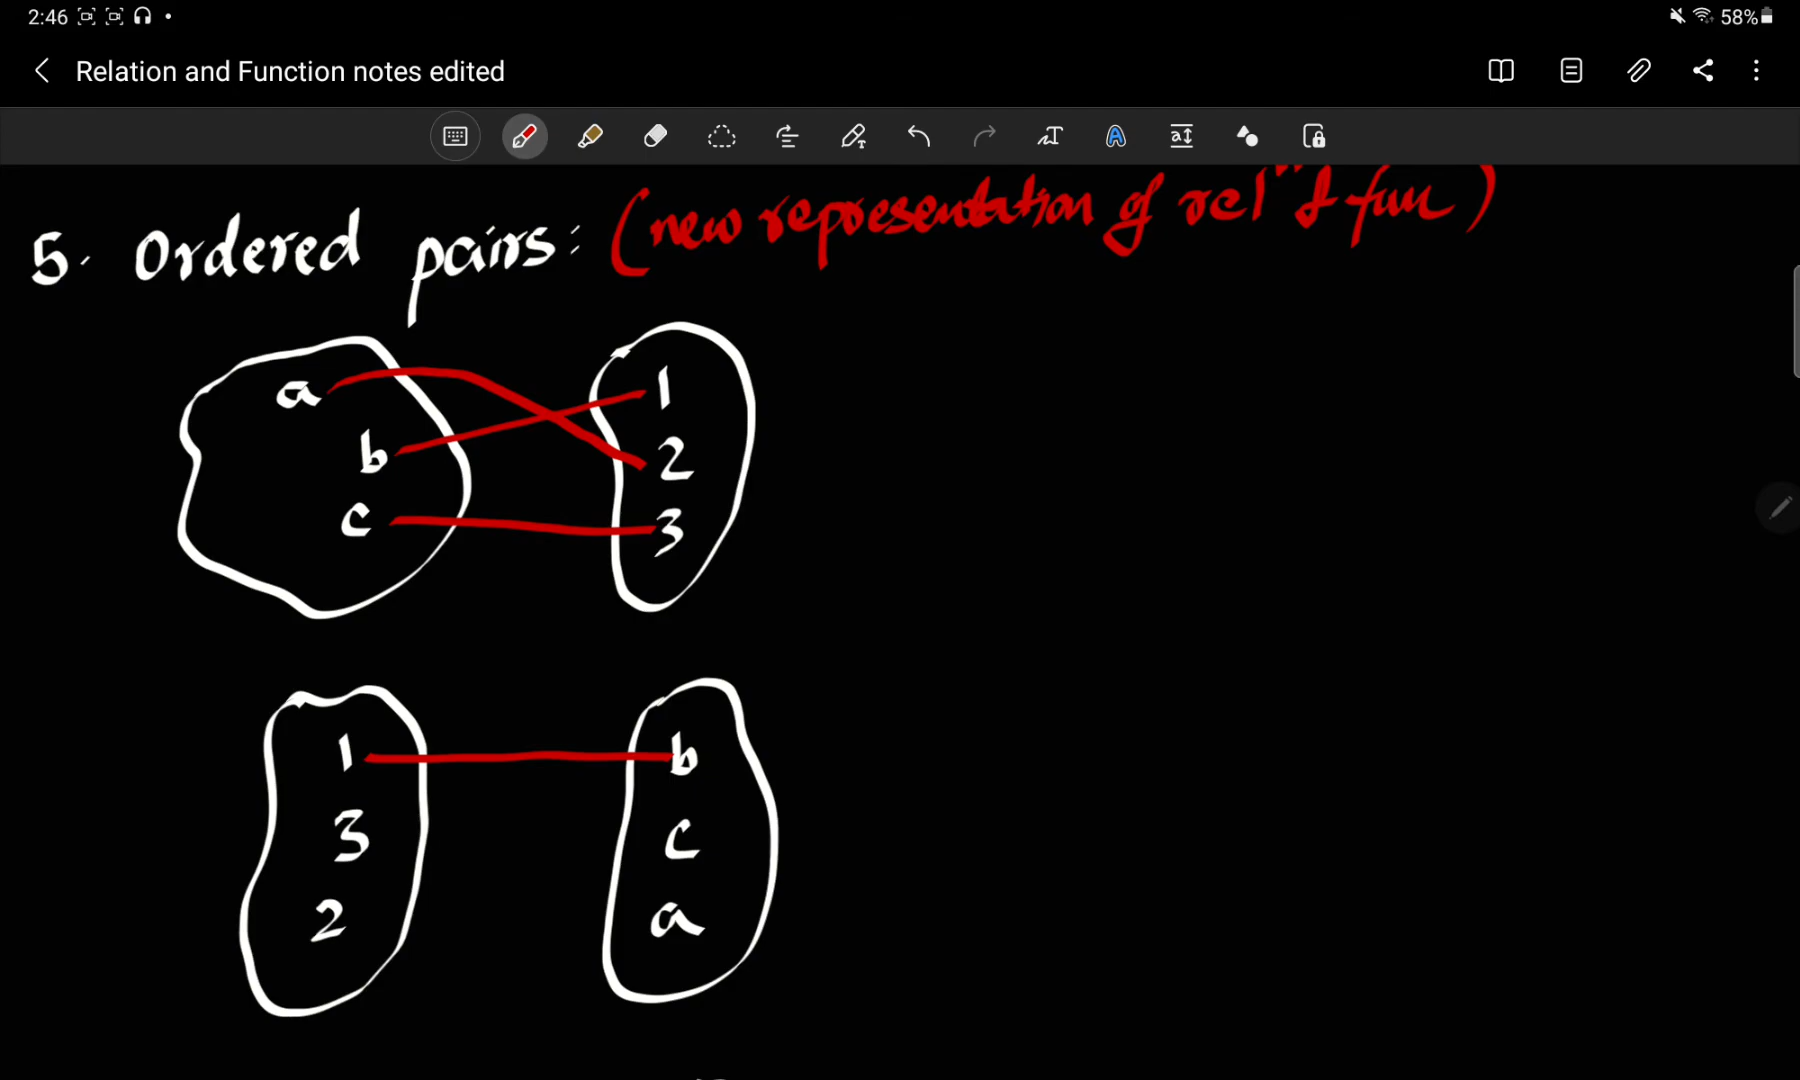 2:46
58%
Relation and Function notes edited
5. Ordered pairs: (new representation of relⁿ & fun)
a
b
c
1
2
3
1
3
2
b
c
a